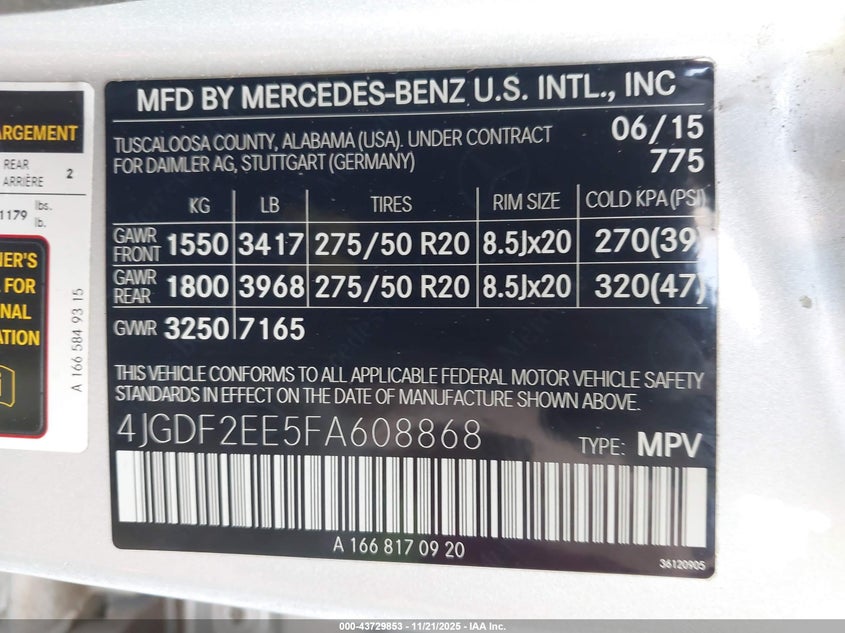 ARGEMENT
REAR
ARRIÈRE 2
1179 lbs.
lb.
NER'S
FOR
NAL
ATION
A 166 584 93 15
MFD BY MERCEDES-BENZ U.S. INTL., INC
TUSCALOOSA COUNTY, ALABAMA (USA). UNDER CONTRACT
FOR DAIMLER AG, STUTTGART (GERMANY)
06/15
775
KG LB TIRES RIM SIZE COLD KPA (PSI)
GAWR FRONT 1550 3417 275/50 R20 8.5Jx20 270(39)
GAWR REAR 1800 3968 275/50 R20 8.5Jx20 320(47)
GVWR 3250 7165
THIS VEHICLE CONFORMS TO ALL APPLICABLE FEDERAL MOTOR VEHICLE SAFETY
STANDARDS IN EFFECT ON THE DATE OF MANUFACTURE SHOWN ABOVE.
4JGDF2EE5FA608868 TYPE: MPV
A 166 817 09 20
36120905
000-43729853 - 11/21/2025 - IAA Inc.